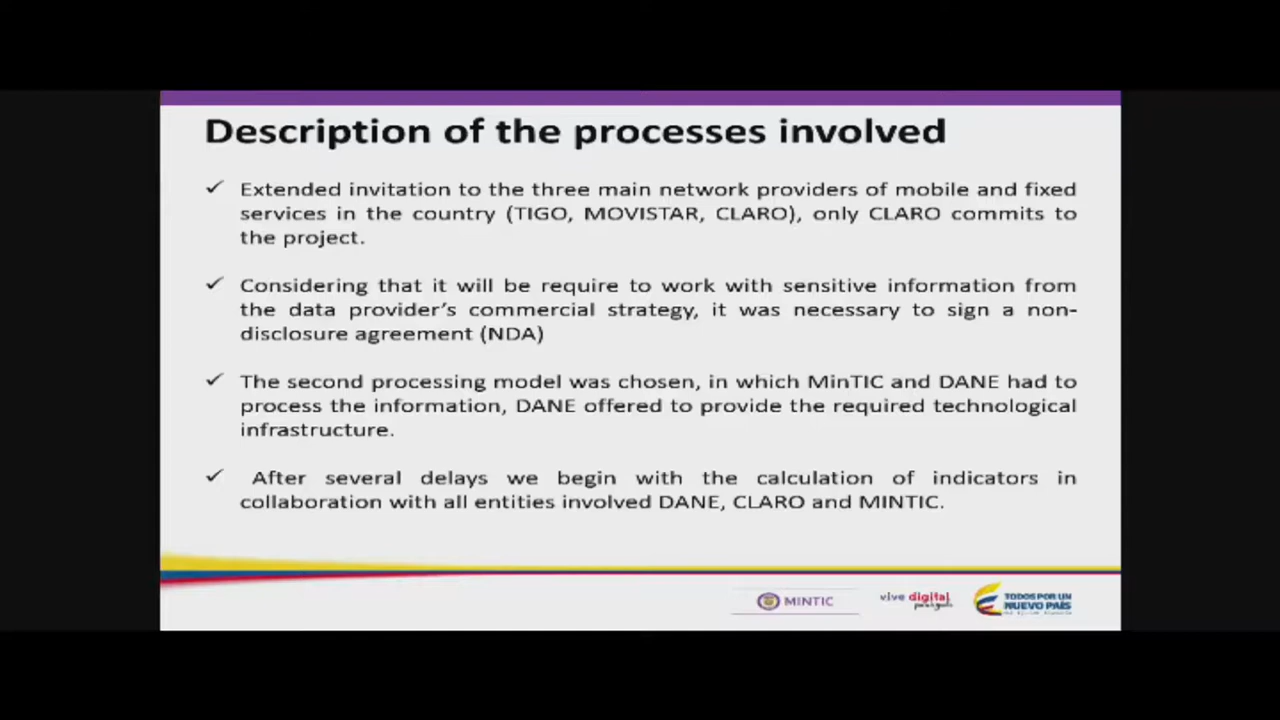 Description of the processes involved
✓ Extended invitation to the three main network providers of mobile and fixed
services in the country (TIGO, MOVISTAR, CLARO), only CLARO commits to
the project.
✓ Considering that it will be require to work with sensitive information from
the data provider's commercial strategy, it was necessary to sign a non-
disclosure agreement (NDA)
✓ The second processing model was chosen, in which MinTIC and DANE had to
process the information, DANE offered to provide the required technological
infrastructure.
✓ After several delays we begin with the calculation of indicators in
collaboration with all entities involved DANE, CLARO and MINTIC.
MINTIC
vive digital
TODOS POR UN
NUEVO PAÍS